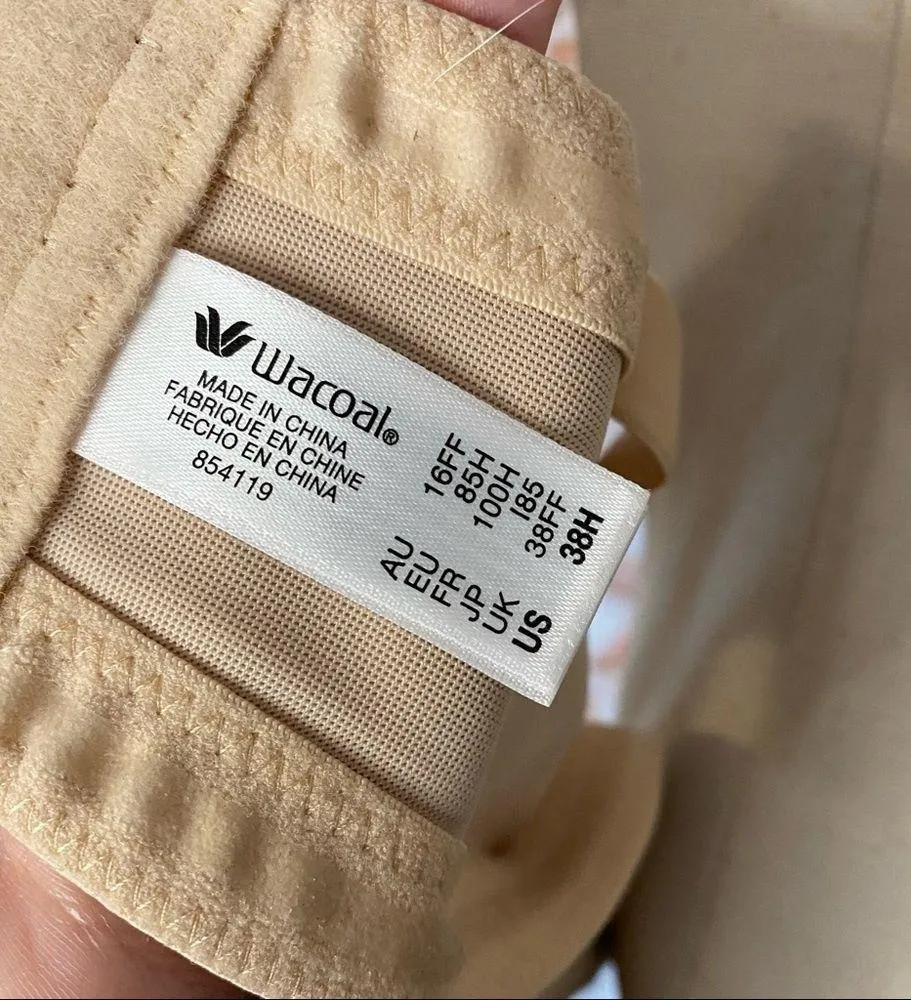 Wacoal®
MADE IN CHINA
FABRIQUE EN CHINE
HECHO EN CHINA
854119
AU 16FF
EU 85H
FR 100H
JP I85
UK 38FF
US 38H